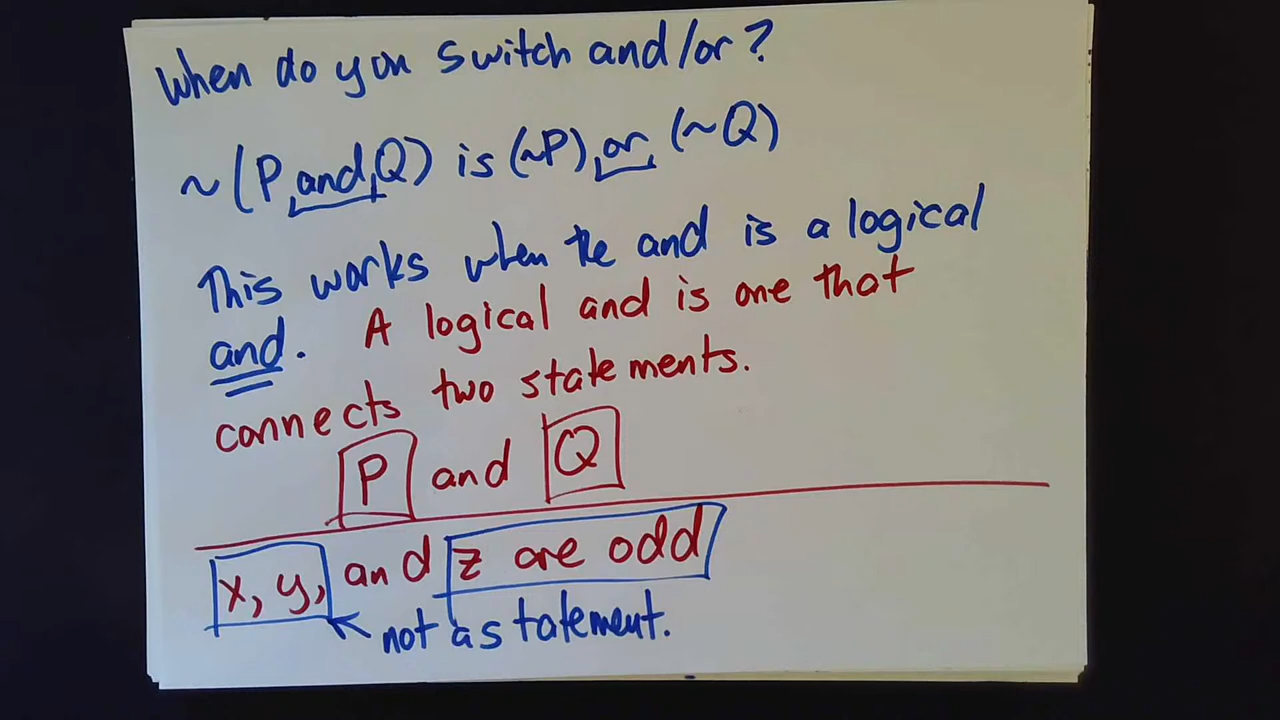 When do you switch and/or?
~(P and Q) is (~P) or (~Q)
This works when the and is a logical
and. A logical and is one that
connects two statements.
P and Q
x, y, and z are odd
not a statement.